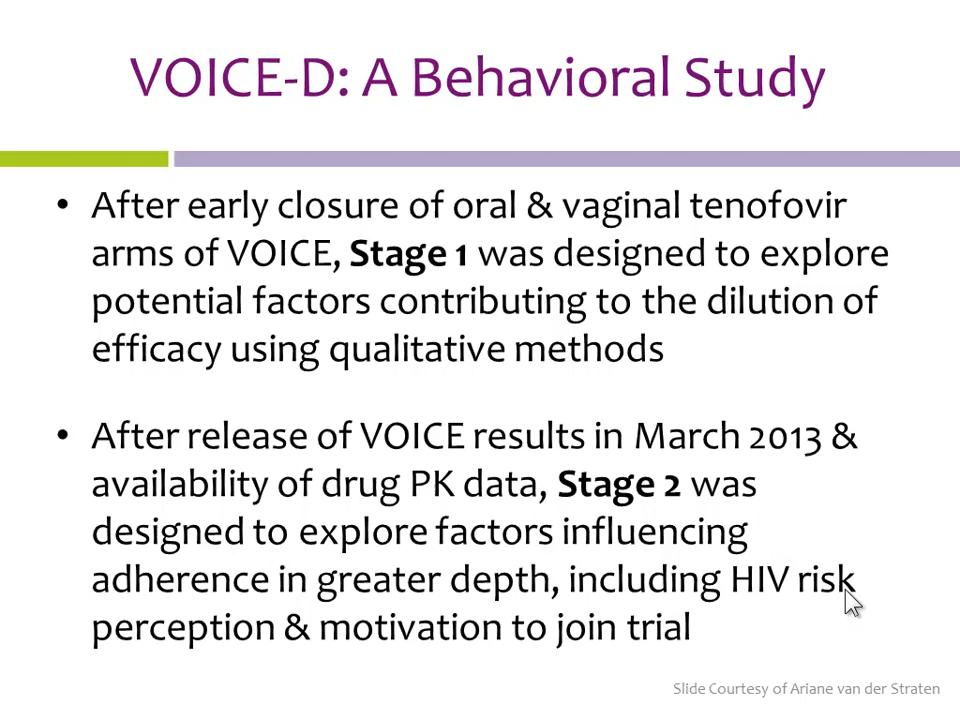 VOICE-D: A Behavioral Study
• After early closure of oral & vaginal tenofovir
arms of VOICE, Stage 1 was designed to explore
potential factors contributing to the dilution of
efficacy using qualitative methods
• After release of VOICE results in March 2013 &
availability of drug PK data, Stage 2 was
designed to explore factors influencing
adherence in greater depth, including HIV risk
perception & motivation to join trial
Slide Courtesy of Ariane van der Straten